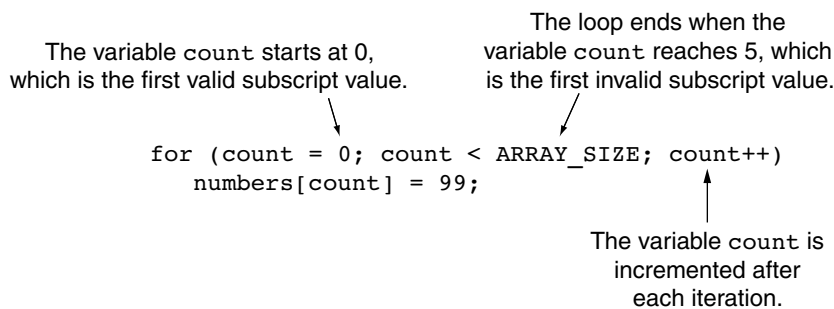 The variable count starts at 0,
which is the first valid subscript value.
The loop ends when the
variable count reaches 5, which
is the first invalid subscript value.
for (count = 0; count < ARRAY_SIZE; count++)
numbers[count] = 99;
The variable count is
incremented after
each iteration.